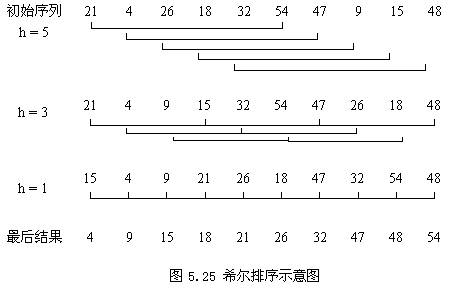 初始序列 21 4 26 18 32 54 47 9 15 48
h = 5
h = 3 21 4 9 15 32 54 47 26 18 48
h = 1 15 4 9 21 26 18 47 32 54 48
最后结果 4 9 15 18 21 26 32 47 48 54
图 5.25 希尔排序示意图